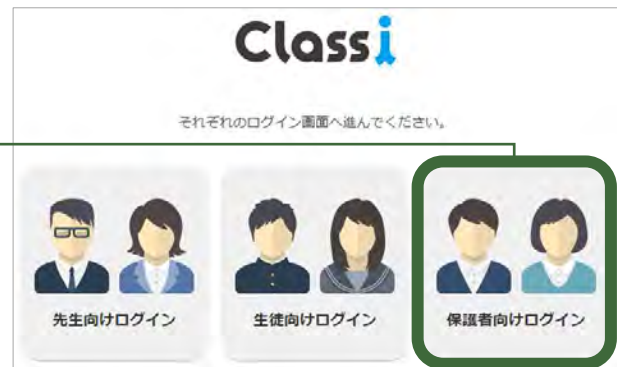 Classi
それぞれのログイン画面へ進んでください。
先生向けログイン
生徒向けログイン
保護者向けログイン